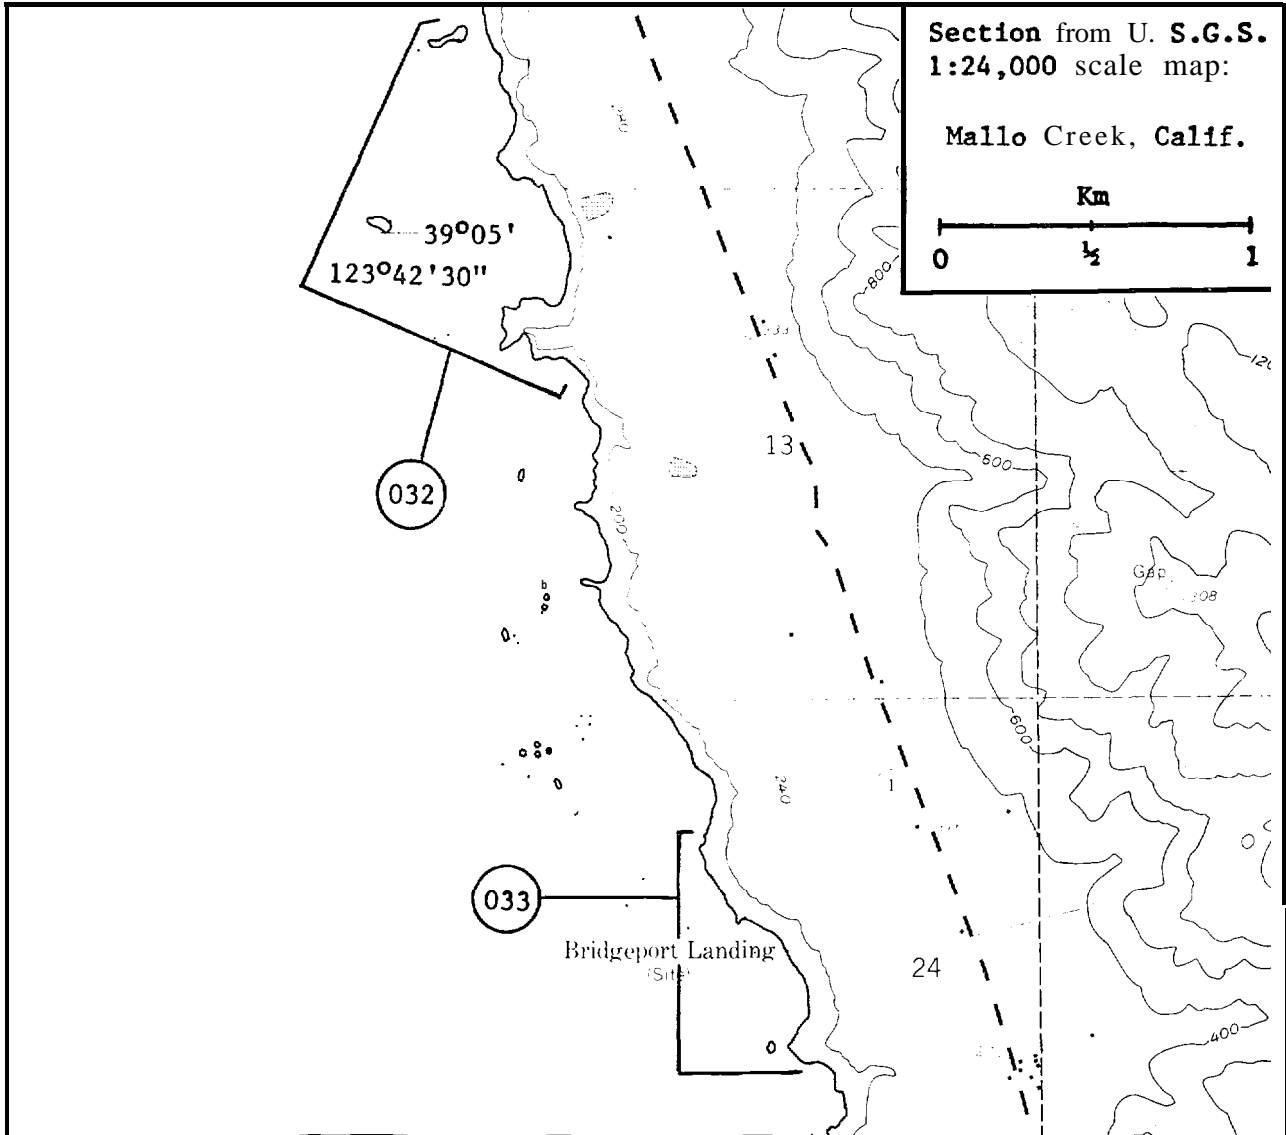 Section from U. S.G.S.
1:24,000 scale map:
Mallo Creek, Calif.
Km
0 ½ 1
39°05'
123°42'30"
800
13
600
032
200
Gap
600
240
033
Bridgeport Landing
(Site)
24
400